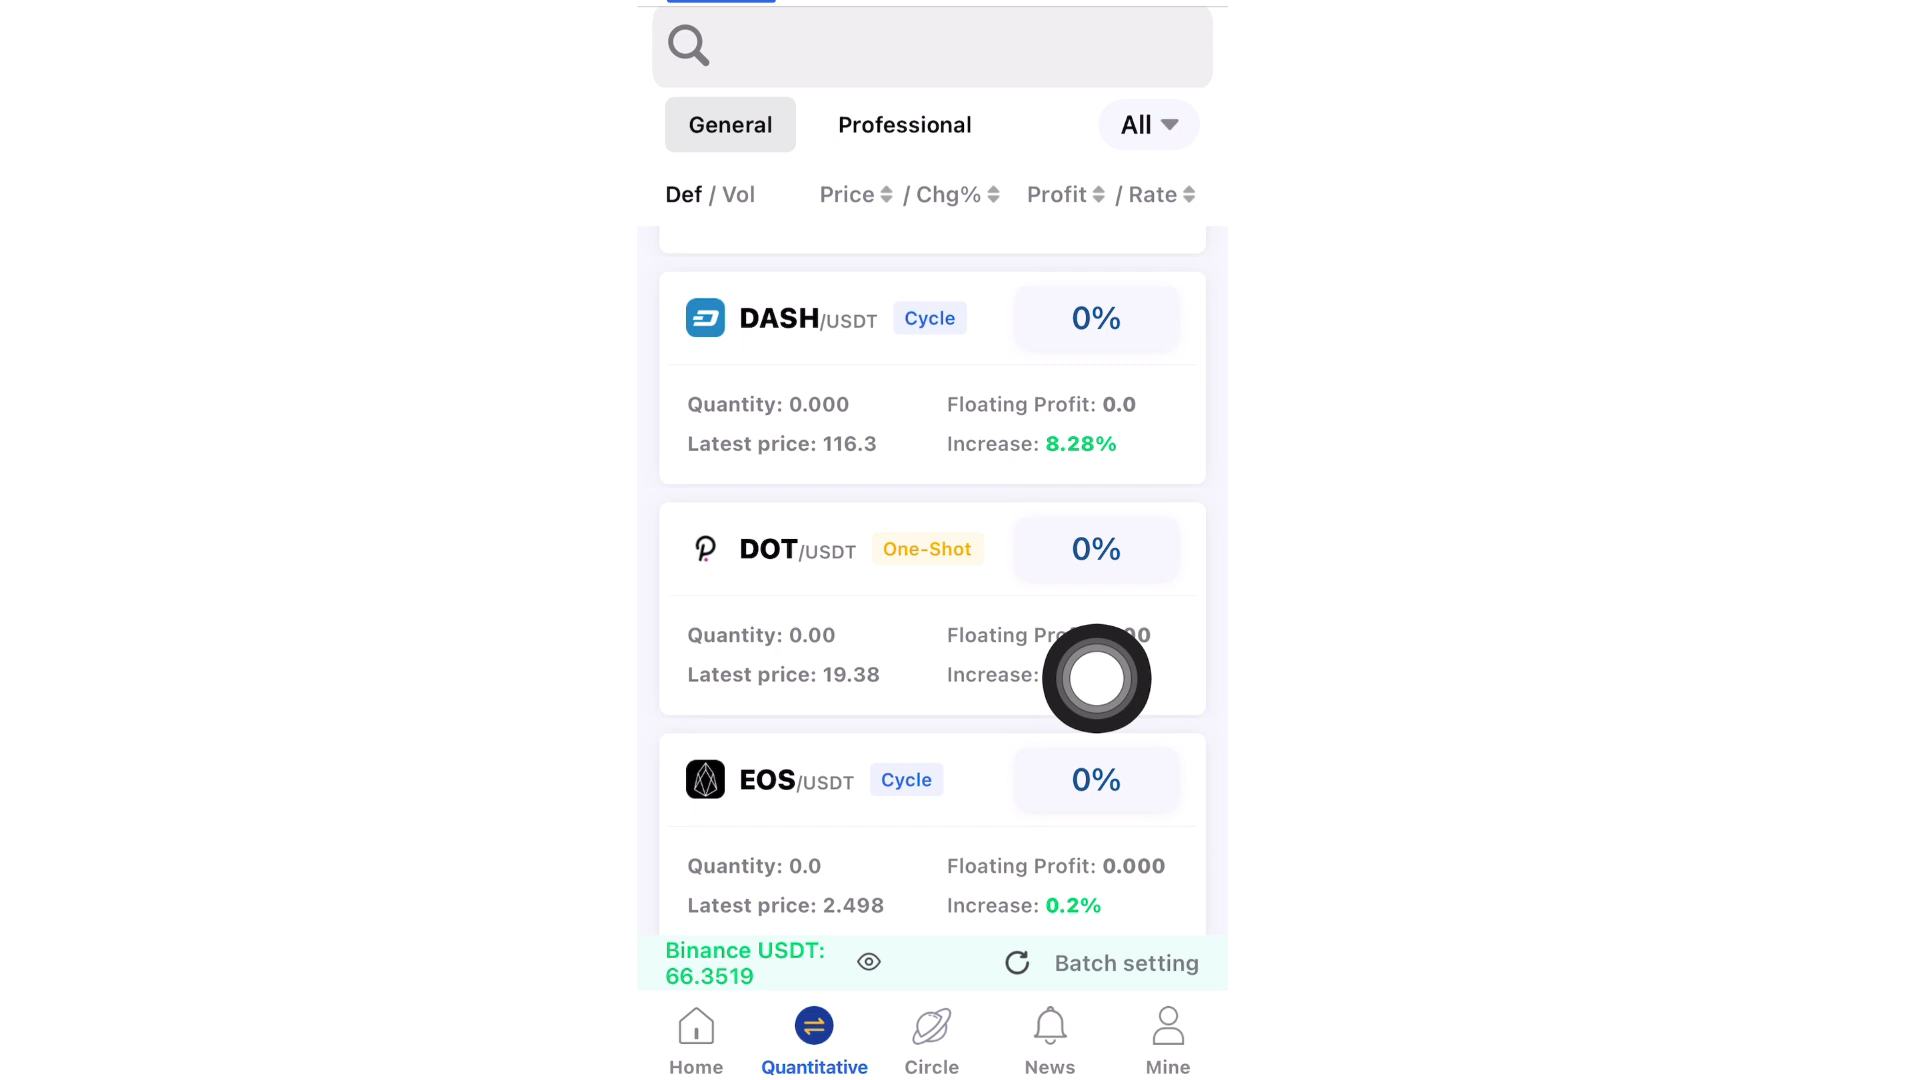 General Professional All
Def / Vol Price / Chg% Profit / Rate
DASH/USDT Cycle 0%
Quantity: 0.000 Floating Profit: 0.0
Latest price: 116.3 Increase: 8.28%
DOT/USDT One-Shot 0%
Quantity: 0.00 Floating
Latest price: 19.38 Increase:
EOS/USDT Cycle 0%
Quantity: 0.0 Floating Profit: 0.000
Latest price: 2.498 Increase: 0.2%
Binance USDT:
66.3519
Batch setting
Home Quantitative Circle News Mine